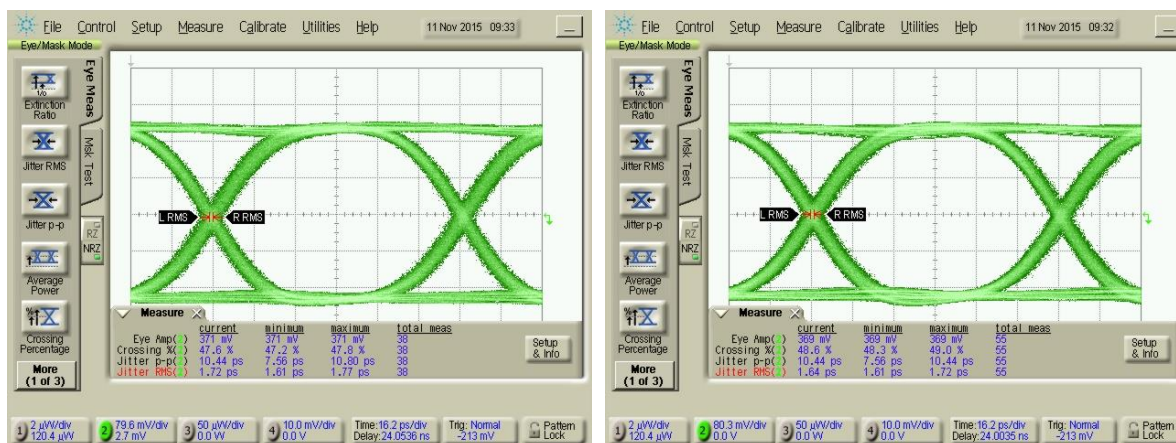 File Control Setup Measure Calibrate Utilities Help 11 Nov 2015 09:33
Eye/Mask Mode
Eye Meas
Msk Test
1/0
Extinction
Ratio
Jitter RMS
Jitter p-p
RZ
NRZ
Average
Power
Crossing
Percentage
More
(1 of 3)
L RMS R RMS
Measure
current minimum maximum total meas
Eye Amp(2) 371 mV 371 mV 371 mV 38
Crossing %(2) 47.6 % 47.2 % 47.8 % 38
Jitter p-p(2) 10.44 ps 7.56 ps 10.80 ps 38
Jitter RMS(2) 1.72 ps 1.61 ps 1.77 ps 38
Setup
& Info
1) 2 µW/div 2) 79.6 mV/div 3) 50 µW/div 4) 10.0 mV/div Time:16.2 ps/div Trig: Normal Pattern
120.4 µW 2.7 mV 0.0 W 0.0 V Delay:24.0536 ns -213 mV Lock
File Control Setup Measure Calibrate Utilities Help 11 Nov 2015 09:32
Eye/Mask Mode
Eye Meas
Msk Test
1/0
Extinction
Ratio
Jitter RMS
Jitter p-p
RZ
NRZ
Average
Power
Crossing
Percentage
More
(1 of 3)
L RMS R RMS
Measure
current minimum maximum total meas
Eye Amp(2) 369 mV 369 mV 369 mV 55
Crossing %(2) 48.6 % 48.3 % 49.0 % 55
Jitter p-p(2) 10.44 ps 7.56 ps 10.44 ps 55
Jitter RMS(2) 1.64 ps 1.61 ps 1.72 ps 55
Setup
& Info
1) 2 µW/div 2) 80.3 mV/div 3) 50 µW/div 4) 10.0 mV/div Time:16.2 ps/div Trig: Normal Pattern
120.4 µW 0.0 V 0.0 W 0.0 V Delay:24.0035 ns -213 mV Lock